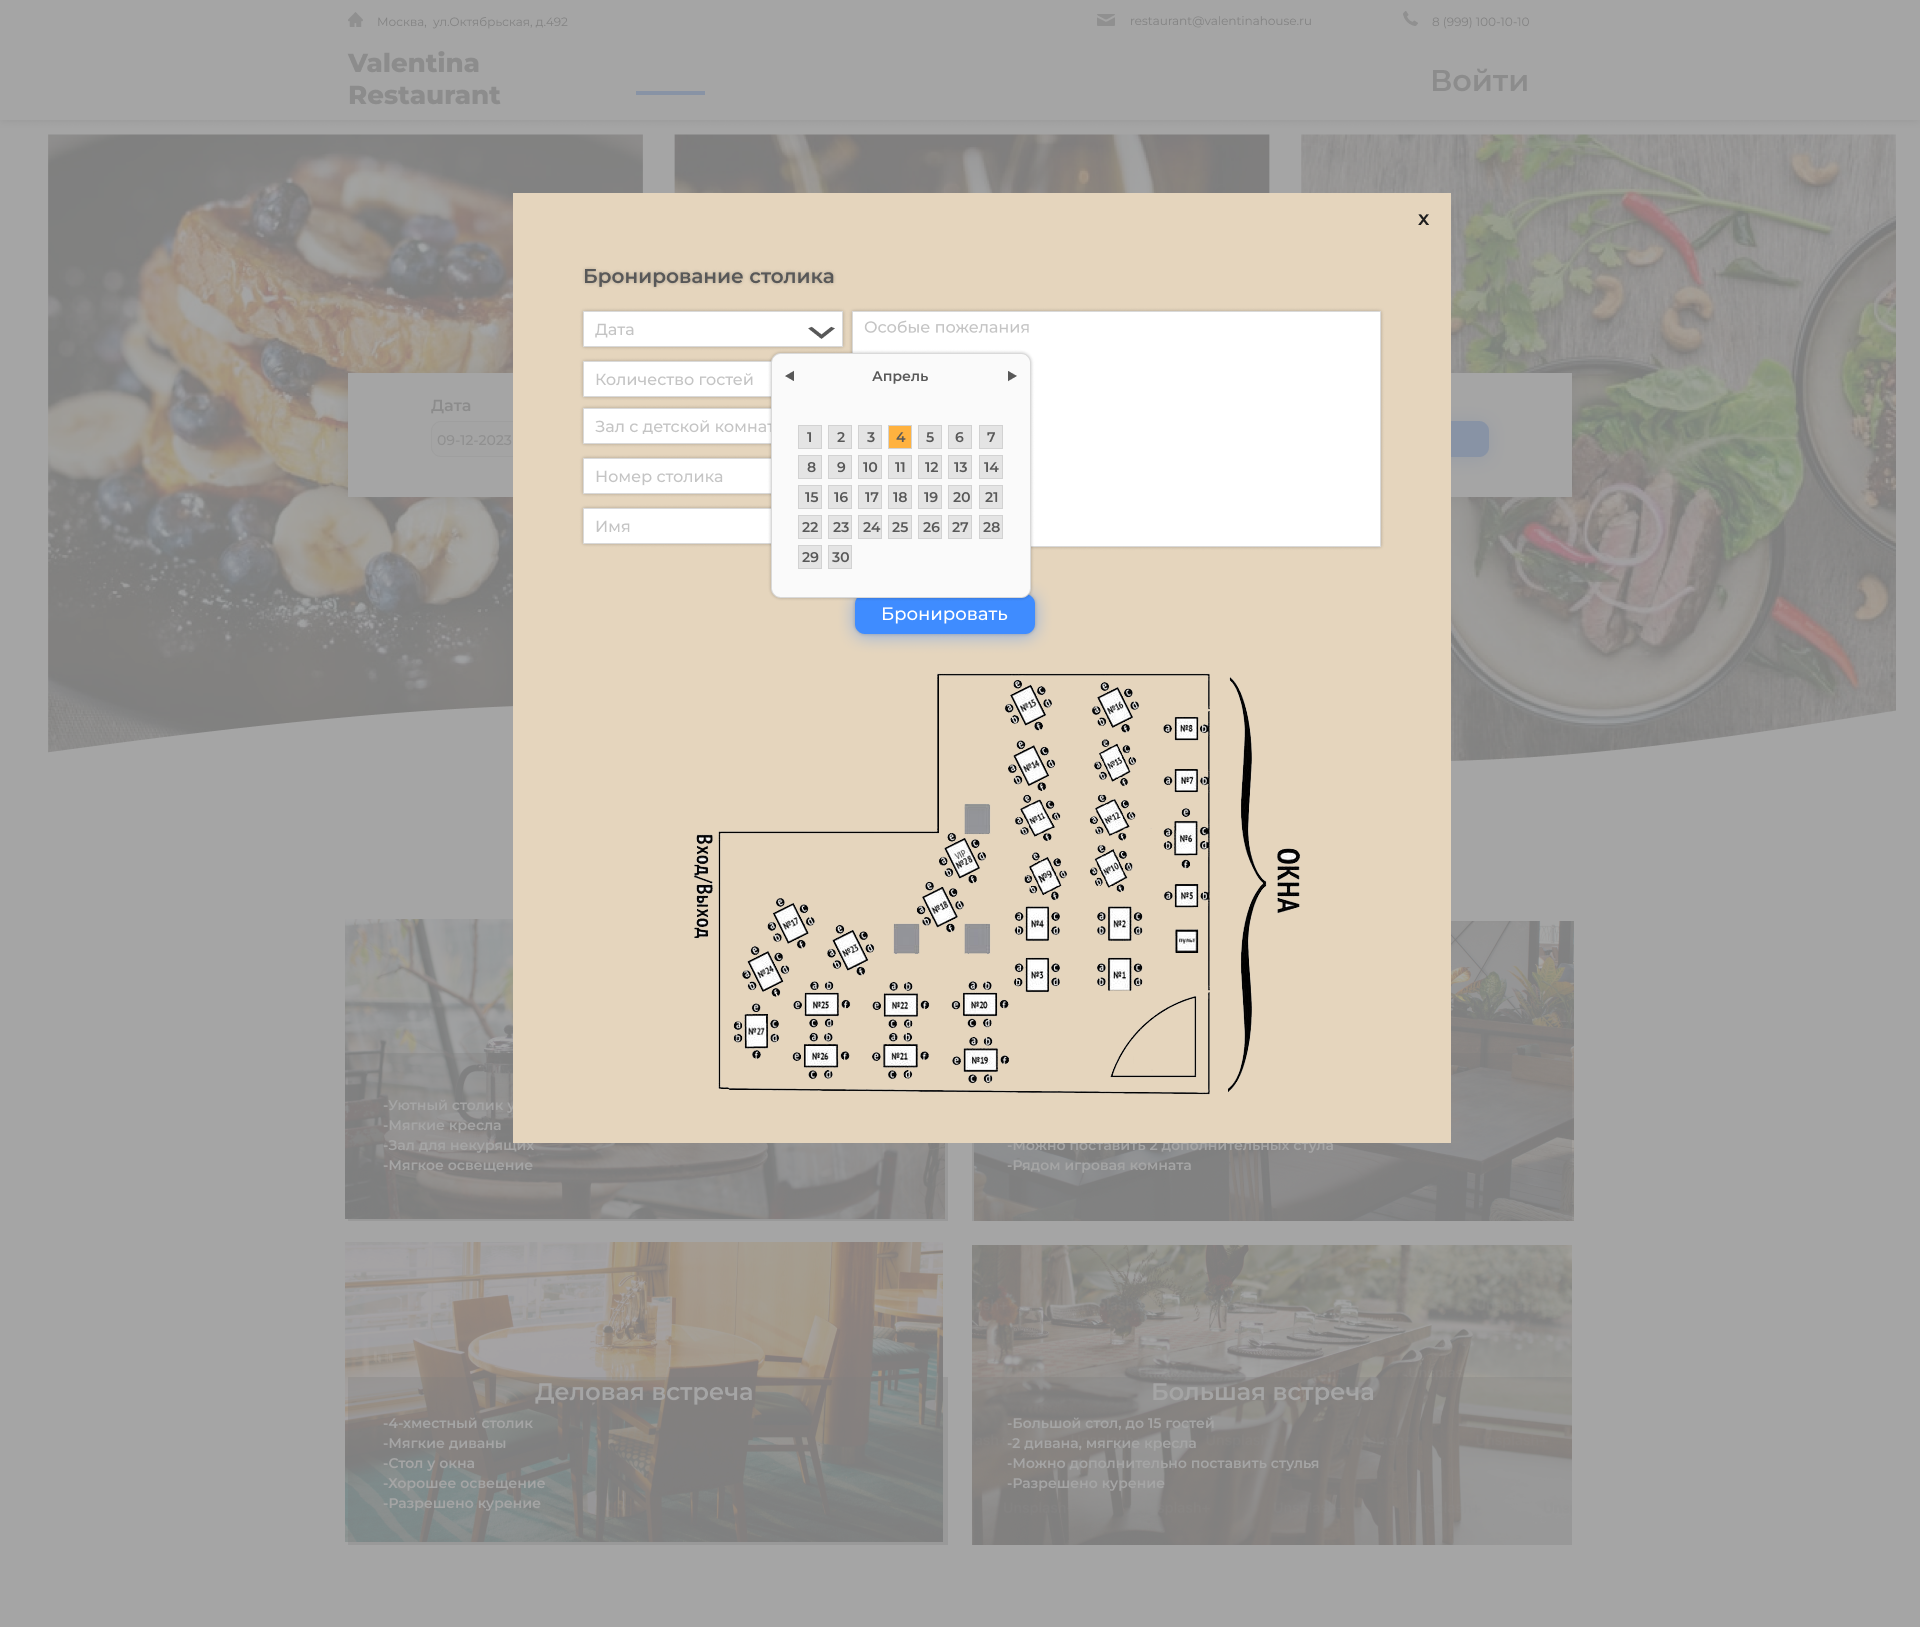 Москва, ул.Октябрьская, д.492
restaurant@valentinahouse.ru
8 (999) 100-10-10
Valentina
Restaurant
Войти
x
Бронирование столика
Дата
Особые пожелания
Количество гостей
Апрель
Зал с детской комнат
Номер столика
Имя
1 2 3 4 5 6 7
8 9 10 11 12 13 14
15 16 17 18 19 20 21
22 23 24 25 26 27 28
29 30
Дата
09-12-2023
Бронировать
Вход/Выход
ОКНА
№15
№16
№8
№14
№13
№7
№11
№12
№6
VIP
№28
№9
№10
№5
№18
№17
№4
№2
№23
пульт
№24
№3
№1
№25
№22
№20
№27
№26
№21
№19
-Уютный столик у
-Мягкие кресла
-Зал для некурящих
-Мягкое освещение
-Можно поставить 2 дополнительных стула
-Рядом игровая комната
Деловая встреча
-4-хместный столик
-Мягкие диваны
-Стол у окна
-Хорошее освещение
-Разрешено курение
Большая встреча
-Большой стол, до 15 гостей
-2 дивана, мягкие кресла
-Можно дополнительно поставить стулья
-Разрешено курение